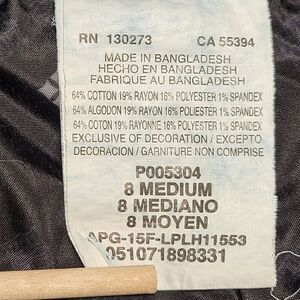 RN 130273 CA 55394
MADE IN BANGLADESH
HECHO EN BANGLADESH
FABRIQUE AU BANGLADESH
64% COTTON 19% RAYON 16% POLYESTER 1% SPANDEX
64% ALGODON 19% RAYON 16% POLIESTER 1% SPANDEX
64% COTON 19% RAYONNE 16% POLYESTER 1% SPANDEX
EXCLUSIVE OF DECORATION / EXCEPTO
DECORACION / GARNITURE NON COMPRISE
P005304
8 MEDIUM
8 MEDIANO
8 MOYEN
APG-15F-LPLH11553
051071898331